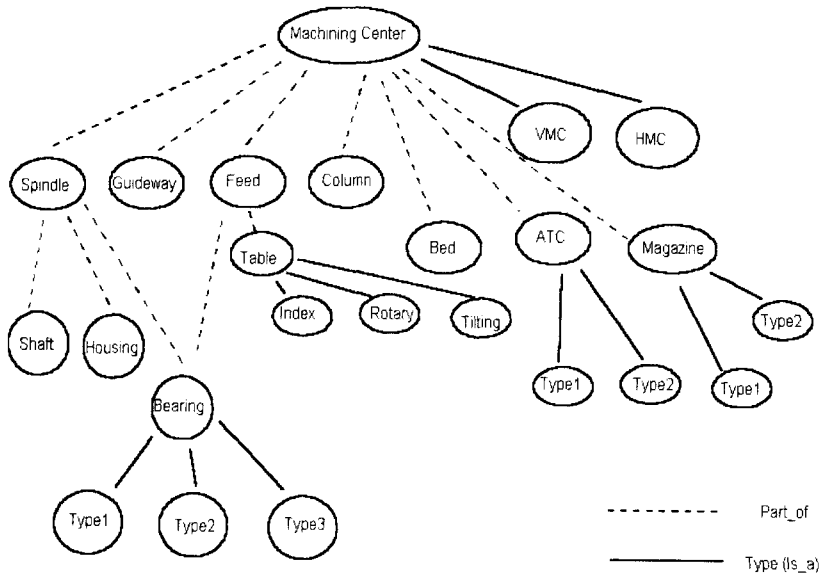 Machining Center
VMC
HMC
Spindle
Guideway
Feed
Column
Table
Bed
ATC
Magazine
Index
Rotary
Tilting
Type2
Shaft
Housing
Type1
Type2
Type1
Bearing
Type1
Type2
Type3
Part_of
Type (Is_a)